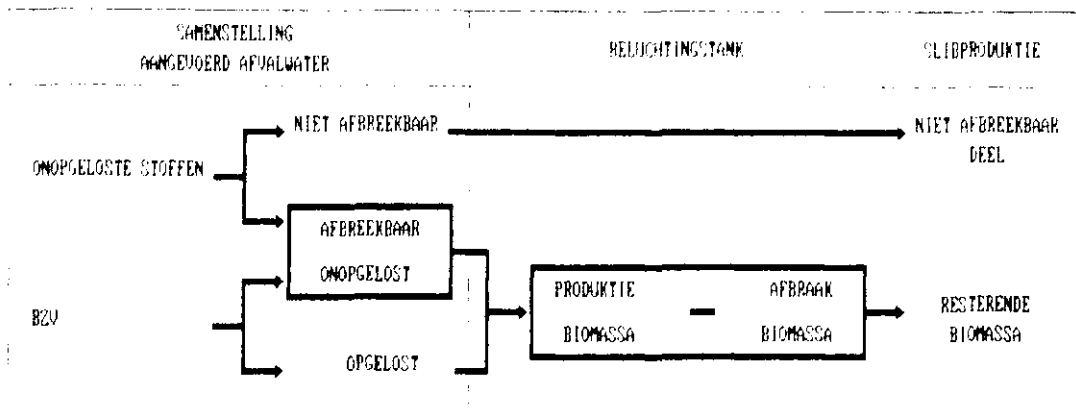 SAMENSTELLING
AANGEVOERD AFVALWATER
BELUCHTINGSTANK
SLIBPRODUKTIE
NIET AFBREEKBAAR
NIET AFBREEKBAAR
DEEL
ONOPGELOSTE STOFFEN
AFBREEKBAAR
ONOPGELOST
BZV
OPGELOST
PRODUKTIE
BIOMASSA
AFBRAAK
BIOMASSA
RESTERENDE
BIOMASSA